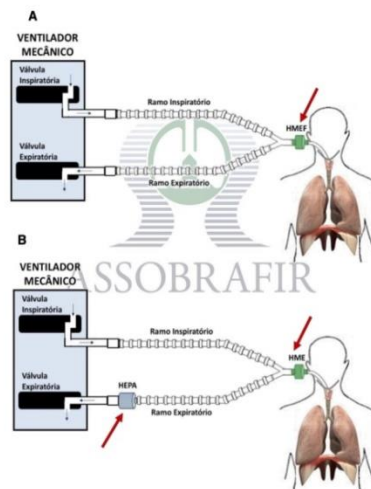 A
VENTILADOR
MECÂNICO
Válvula
Inspiratória
Ramo Inspiratório
HMEF
Válvula
Expiratória
Ramo Expiratório
B
ASSOBRAFIR
VENTILADOR
MECÂNICO
Válvula
Inspiratória
Ramo Inspiratório
HME
Válvula
Expiratória
HEPA
Ramo Expiratório